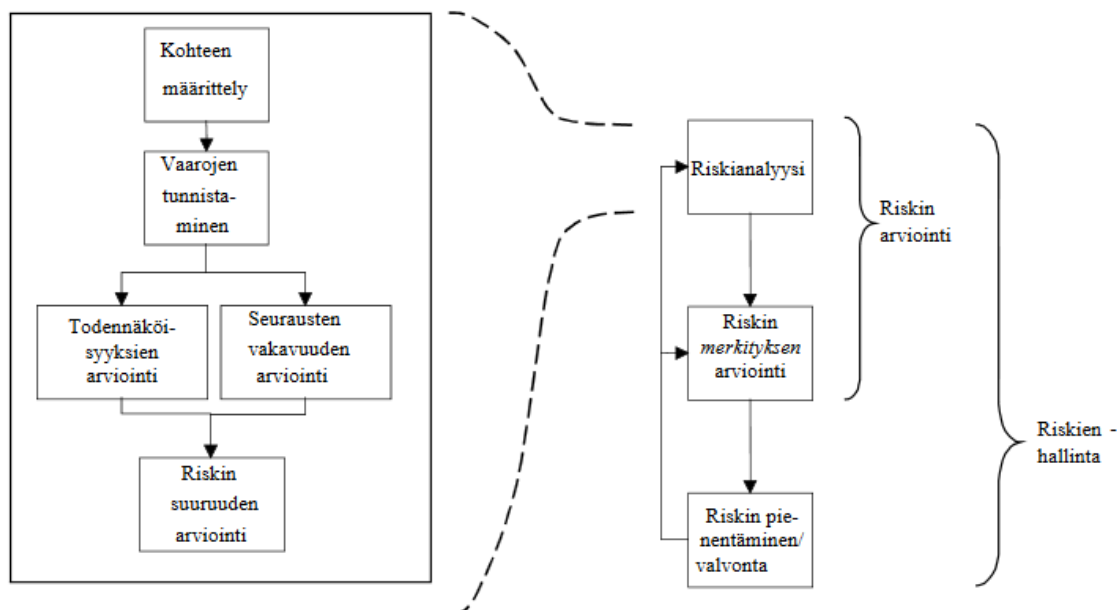 Kohteen
määrittely
Vaarojen
tunnista-
minen
Todennäköi-
syyksien
arviointi
Seurausten
vakavuuden
arviointi
Riskin
suuruuden
arviointi
Riskianalyysi
Riskin
merkityksen
arviointi
Riskin pie-
nentäminen/
valvonta
Riskin
arviointi
Riskien -
hallinta